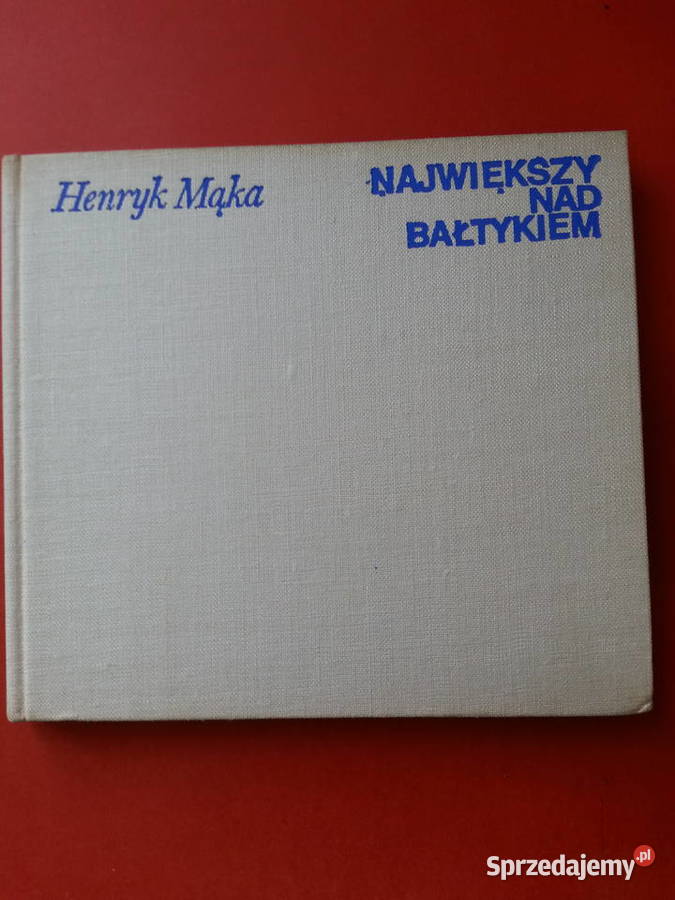 Henryk Mąka
NAJWIĘKSZY
NAD
BAŁTYKIEM
Sprzedajemy.pl